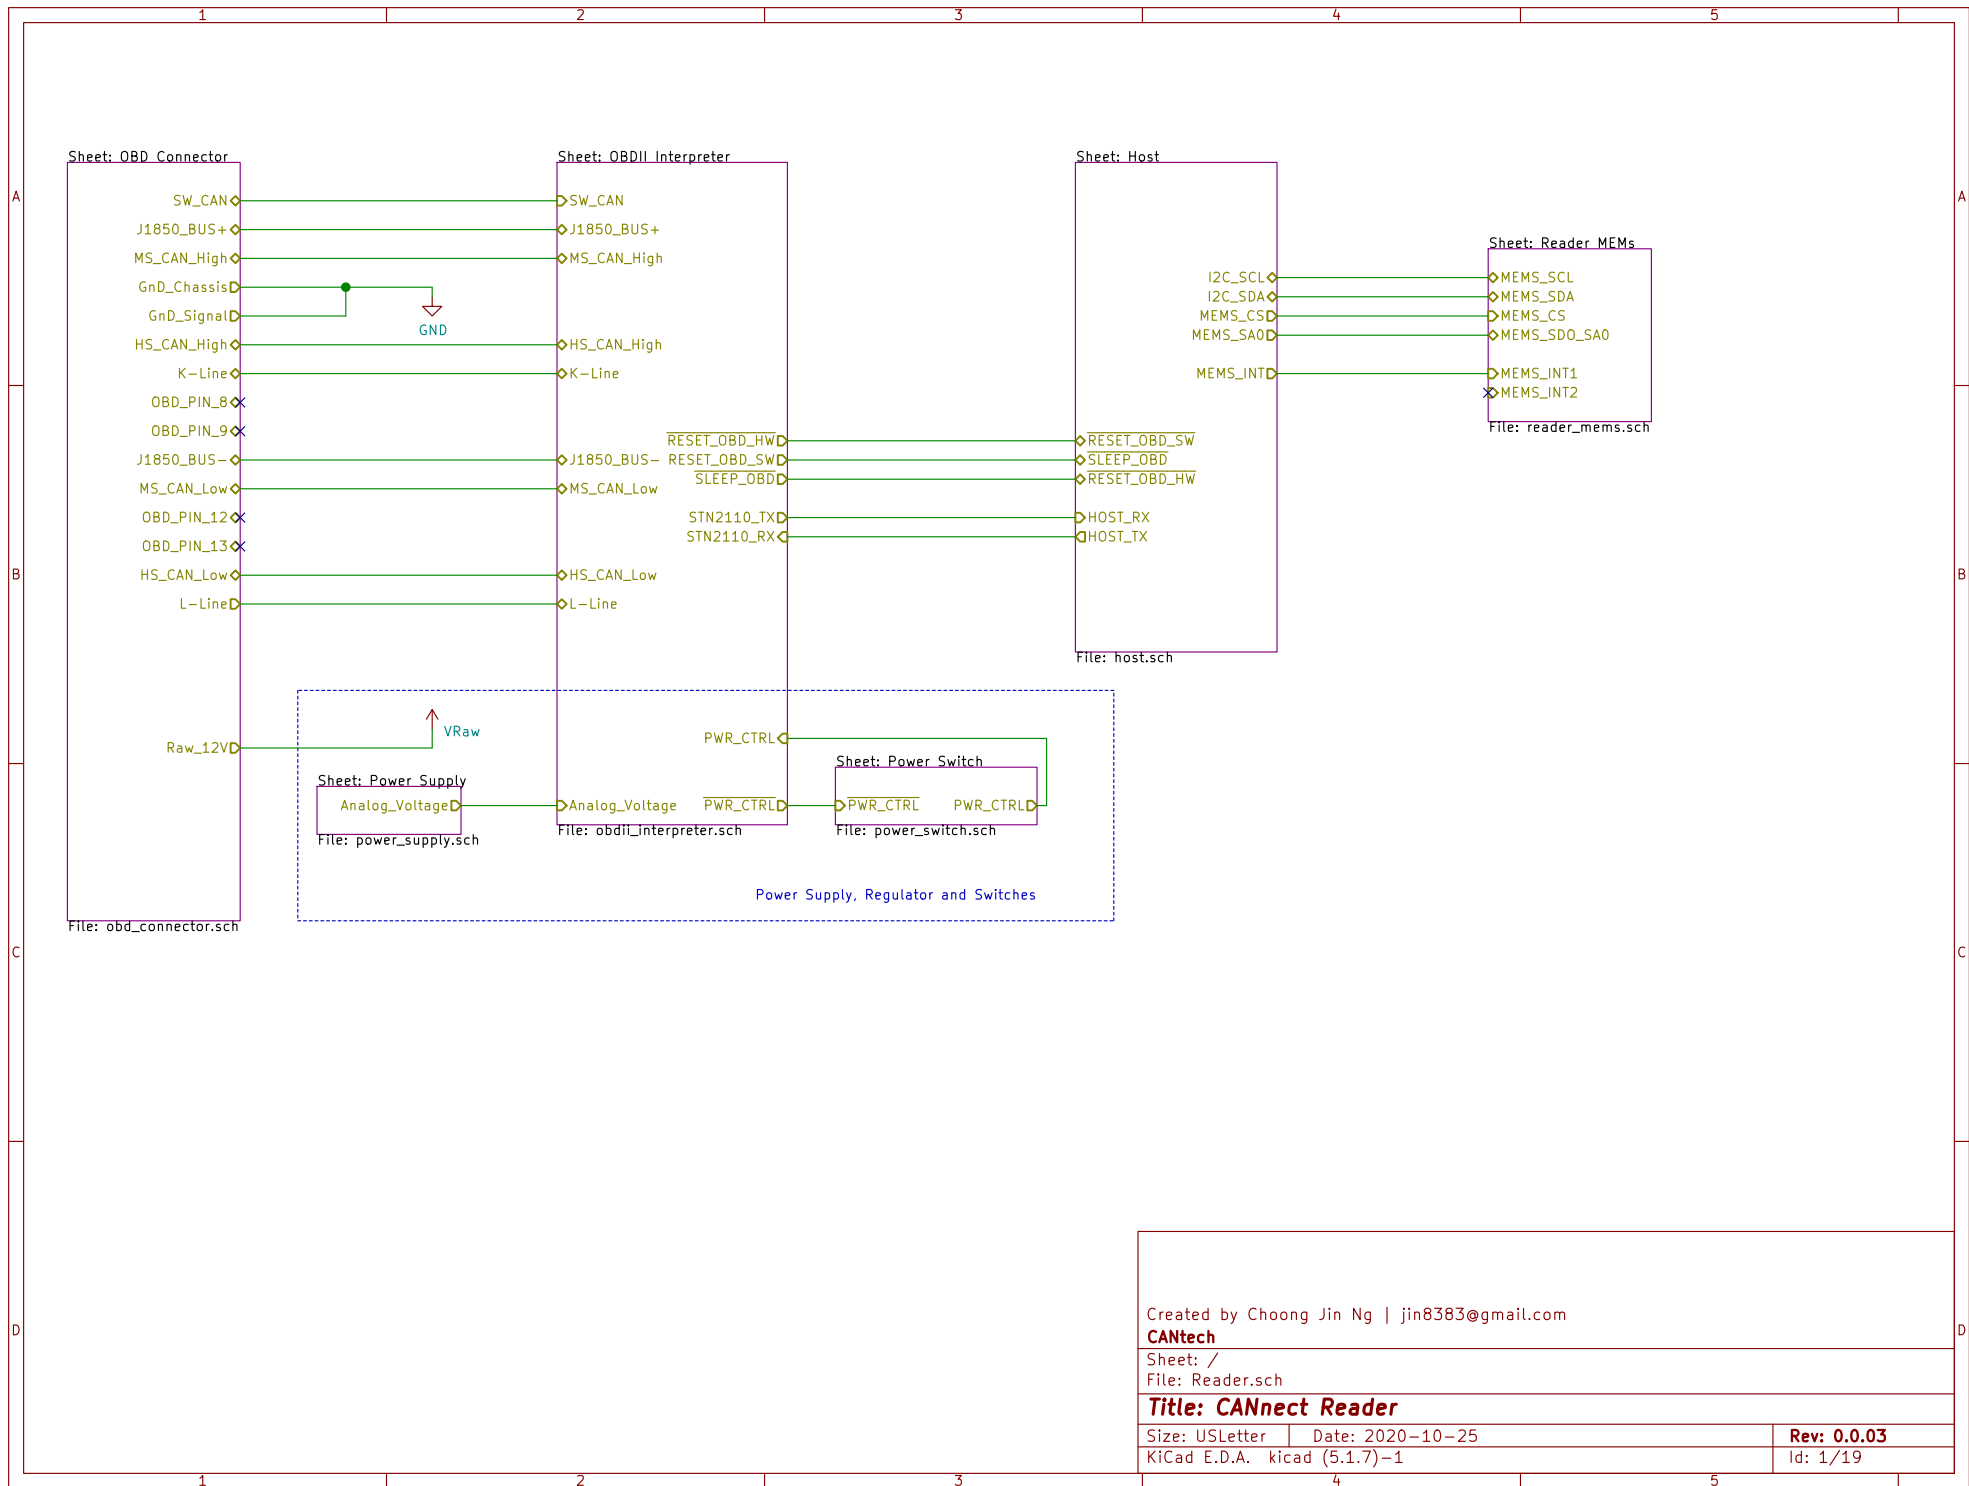 1 2 3 4 5
A A
B B
C C
D D
Sheet: OBD Connector
SW_CAN
J1850_BUS+
MS_CAN_High
GnD_Chassis
GnD_Signal
HS_CAN_High
K-Line
OBD_PIN_8
OBD_PIN_9
J1850_BUS-
MS_CAN_Low
OBD_PIN_12
OBD_PIN_13
HS_CAN_Low
L-Line
Raw_12V
File: obd_connector.sch
GND
VRaw
Sheet: OBDII Interpreter
SW_CAN
J1850_BUS+
MS_CAN_High
HS_CAN_High
K-Line
J1850_BUS-
MS_CAN_Low
HS_CAN_Low
L-Line
Analog_Voltage
RESET_OBD_HW
RESET_OBD_SW
SLEEP_OBD
STN2110_TX
STN2110_RX
PWR_CTRL
PWR_CTRL
File: obdii_interpreter.sch
Sheet: Power Supply
Analog_Voltage
File: power_supply.sch
Sheet: Power Switch
PWR_CTRL PWR_CTRL
File: power_switch.sch
Power Supply, Regulator and Switches
Sheet: Host
I2C_SCL
I2C_SDA
MEMS_CS
MEMS_SA0
MEMS_INT
RESET_OBD_SW
SLEEP_OBD
RESET_OBD_HW
HOST_RX
HOST_TX
File: host.sch
Sheet: Reader MEMs
MEMS_SCL
MEMS_SDA
MEMS_CS
MEMS_SDO_SA0
MEMS_INT1
MEMS_INT2
File: reader_mems.sch
Created by Choong Jin Ng | jin8383@gmail.com
CANtech
Sheet: /
File: Reader.sch
Title: CANnect Reader
Size: USLetter Date: 2020-10-25 Rev: 0.0.03
KiCad E.D.A. kicad (5.1.7)-1 Id: 1/19
1 2 3 4 5